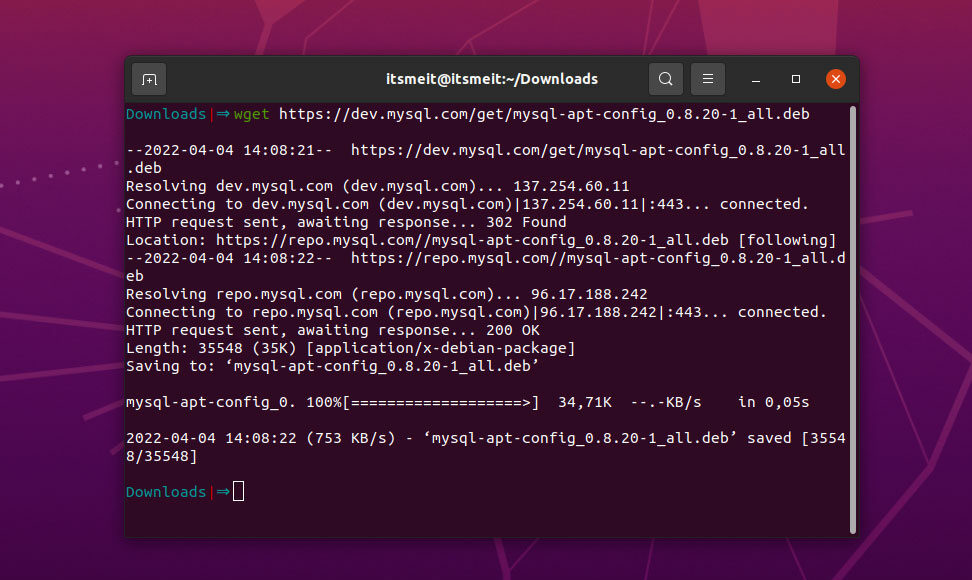 itsmeit@itsmeit:~/Downloads
Downloads|⇒wget https://dev.mysql.com/get/mysql-apt-config_0.8.20-1_all.deb
--2022-04-04 14:08:21--  https://dev.mysql.com/get/mysql-apt-config_0.8.20-1_all
.deb
Resolving dev.mysql.com (dev.mysql.com)... 137.254.60.11
Connecting to dev.mysql.com (dev.mysql.com)|137.254.60.11|:443... connected.
HTTP request sent, awaiting response... 302 Found
Location: https://repo.mysql.com//mysql-apt-config_0.8.20-1_all.deb [following]
--2022-04-04 14:08:22--  https://repo.mysql.com//mysql-apt-config_0.8.20-1_all.d
eb
Resolving repo.mysql.com (repo.mysql.com)... 96.17.188.242
Connecting to repo.mysql.com (repo.mysql.com)|96.17.188.242|:443... connected.
HTTP request sent, awaiting response... 200 OK
Length: 35548 (35K) [application/x-debian-package]
Saving to: ‘mysql-apt-config_0.8.20-1_all.deb’
mysql-apt-config_0. 100%[===================>]  34,71K  --.-KB/s    in 0,05s
2022-04-04 14:08:22 (753 KB/s) - ‘mysql-apt-config_0.8.20-1_all.deb’ saved [3554
8/35548]
Downloads|⇒